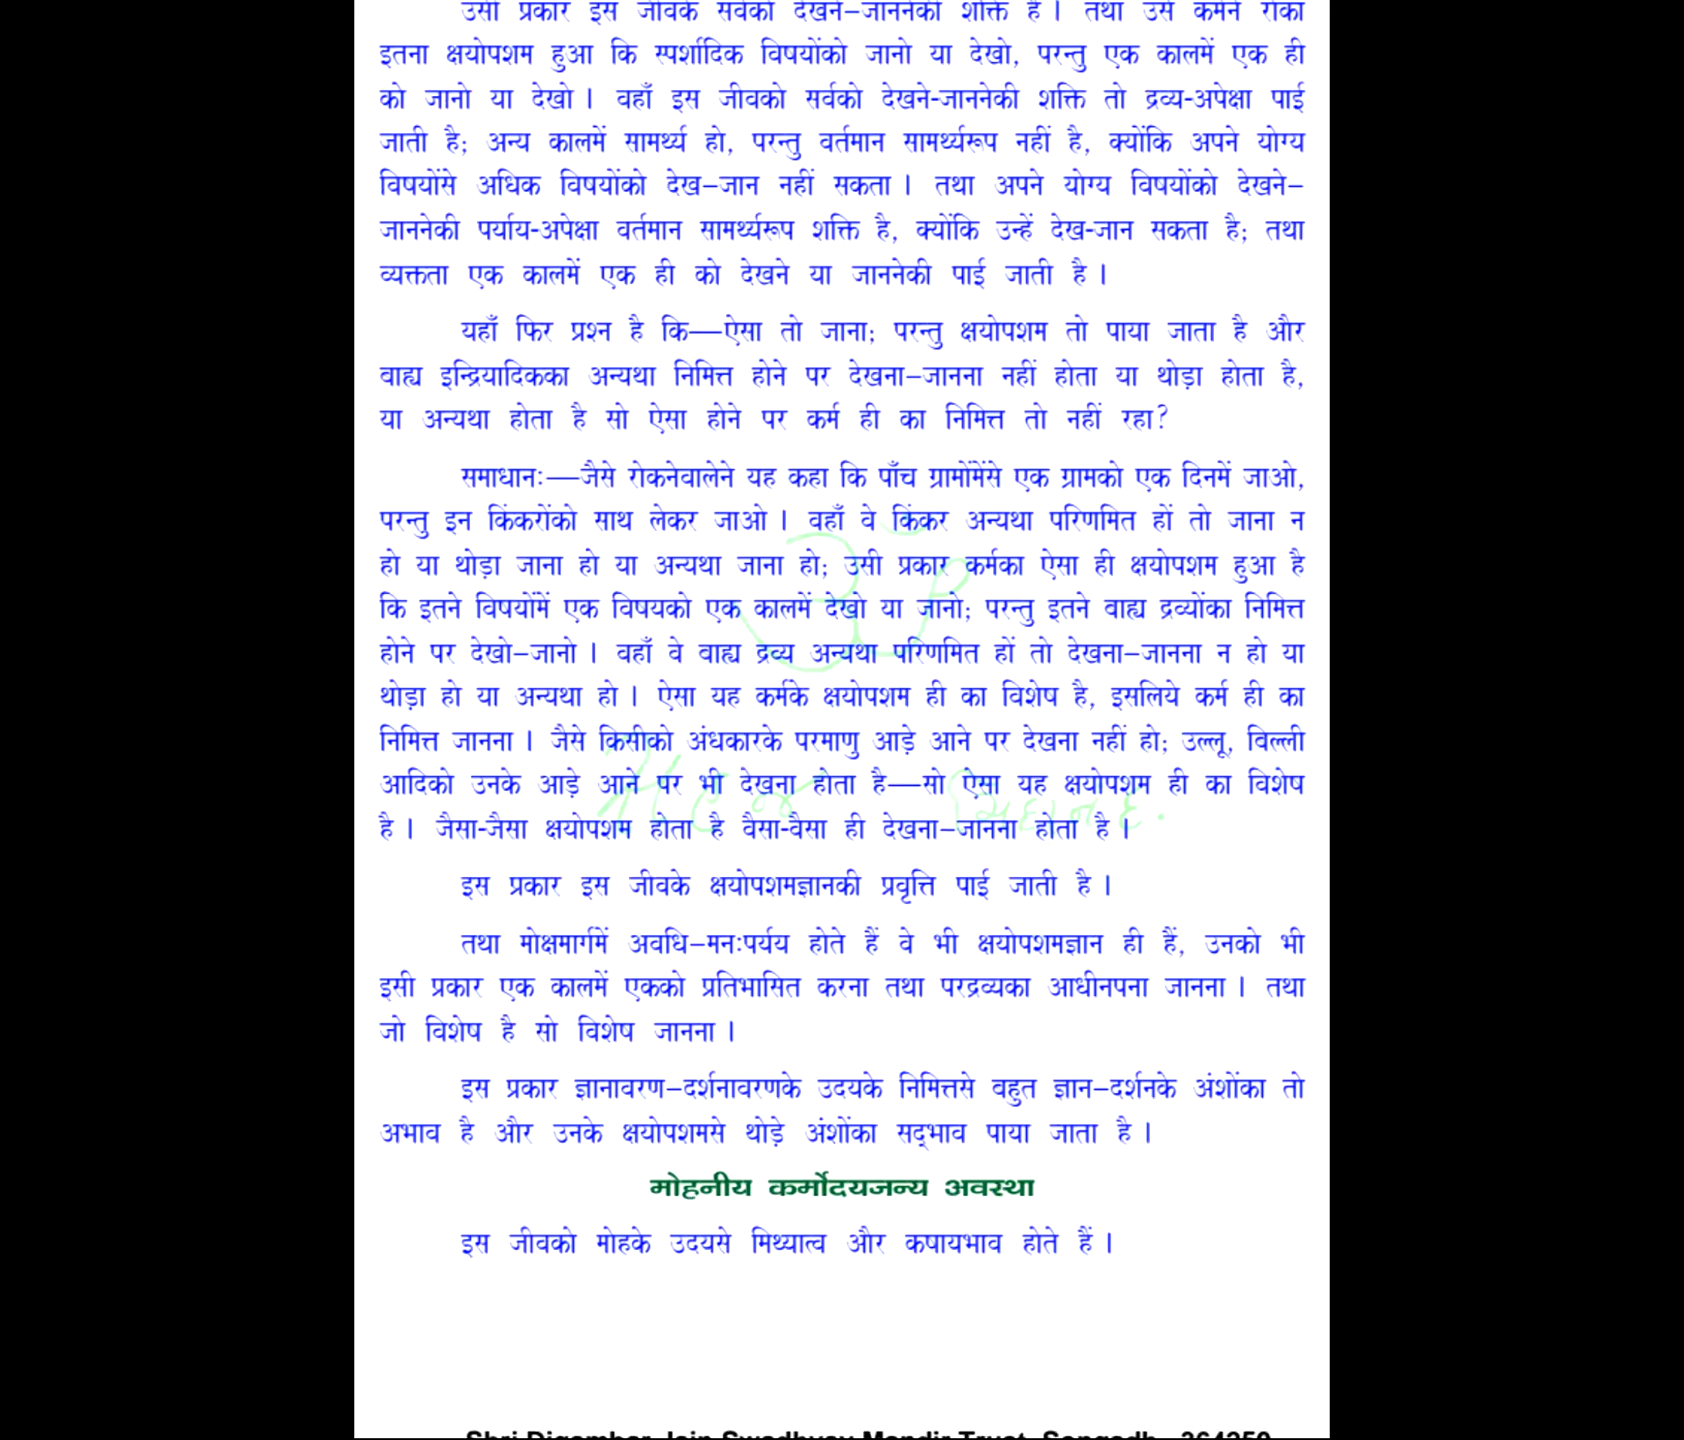 उसी प्रकार इस जीवके सर्वको देखने–जाननेकी शक्ति है । तथा उसे कर्मने रोका
इतना क्षयोपशम हुआ कि स्पर्शादिक विषयोंको जानो या देखो, परन्तु एक कालमें एक ही
को जानो या देखो । वहाँ इस जीवको सर्वको देखने-जाननेकी शक्ति तो द्रव्य-अपेक्षा पाई
जाती है; अन्य कालमें सामर्थ्य हो, परन्तु वर्तमान सामर्थ्यरूप नहीं है, क्योंकि अपने योग्य
विषयोंसे अधिक विषयोंको देख–जान नहीं सकता । तथा अपने योग्य विषयोंको देखने–
जाननेकी पर्याय-अपेक्षा वर्तमान सामर्थ्यरूप शक्ति है, क्योंकि उन्हें देख-जान सकता है; तथा
व्यक्तता एक कालमें एक ही को देखने या जाननेकी पाई जाती है ।
यहाँ फिर प्रश्न है कि—ऐसा तो जाना; परन्तु क्षयोपशम तो पाया जाता है और
वाह्य इन्द्रियादिकका अन्यथा निमित्त होने पर देखना–जानना नहीं होता या थोड़ा होता है,
या अन्यथा होता है सो ऐसा होने पर कर्म ही का निमित्त तो नहीं रहा?
समाधानः—जैसे रोकनेवालेने यह कहा कि पाँच ग्रामोंमेंसे एक ग्रामको एक दिनमें जाओ,
परन्तु इन किंकरोंको साथ लेकर जाओ । वहाँ वे किंकर अन्यथा परिणमित हों तो जाना न
हो या थोड़ा जाना हो या अन्यथा जाना हो; उसी प्रकार कर्मका ऐसा ही क्षयोपशम हुआ है
कि इतने विषयोंमें एक विषयको एक कालमें देखो या जानो; परन्तु इतने वाह्य द्रव्योंका निमित्त
होने पर देखो–जानो । वहाँ वे वाह्य द्रव्य अन्यथा परिणमित हों तो देखना–जानना न हो या
थोड़ा हो या अन्यथा हो । ऐसा यह कर्मके क्षयोपशम ही का विशेष है, इसलिये कर्म ही का
निमित्त जानना । जैसे किसीको अंधकारके परमाणु आड़े आने पर देखना नहीं हो; उल्लू, विल्ली
आदिको उनके आड़े आने पर भी देखना होता है—सो ऐसा यह क्षयोपशम ही का विशेष
है । जैसा-जैसा क्षयोपशम होता है वैसा-वैसा ही देखना–जानना होता है ।
इस प्रकार इस जीवके क्षयोपशमज्ञानकी प्रवृत्ति पाई जाती है ।
तथा मोक्षमार्गमें अवधि–मनःपर्यय होते हैं वे भी क्षयोपशमज्ञान ही हैं, उनको भी
इसी प्रकार एक कालमें एकको प्रतिभासित करना तथा परद्रव्यका आधीनपना जानना । तथा
जो विशेष है सो विशेष जानना ।
इस प्रकार ज्ञानावरण–दर्शनावरणके उदयके निमित्तसे वहुत ज्ञान–दर्शनके अंशोंका तो
अभाव है और उनके क्षयोपशमसे थोड़े अंशोंका सद्‌भाव पाया जाता है ।
मोहनीय कर्मोदयजन्य अवस्था
इस जीवको मोहके उदयसे मिथ्यात्व और कषायभाव होते हैं ।
Shri Digambar Jain Swadhyay Mandir Trust, Songadh - 364250